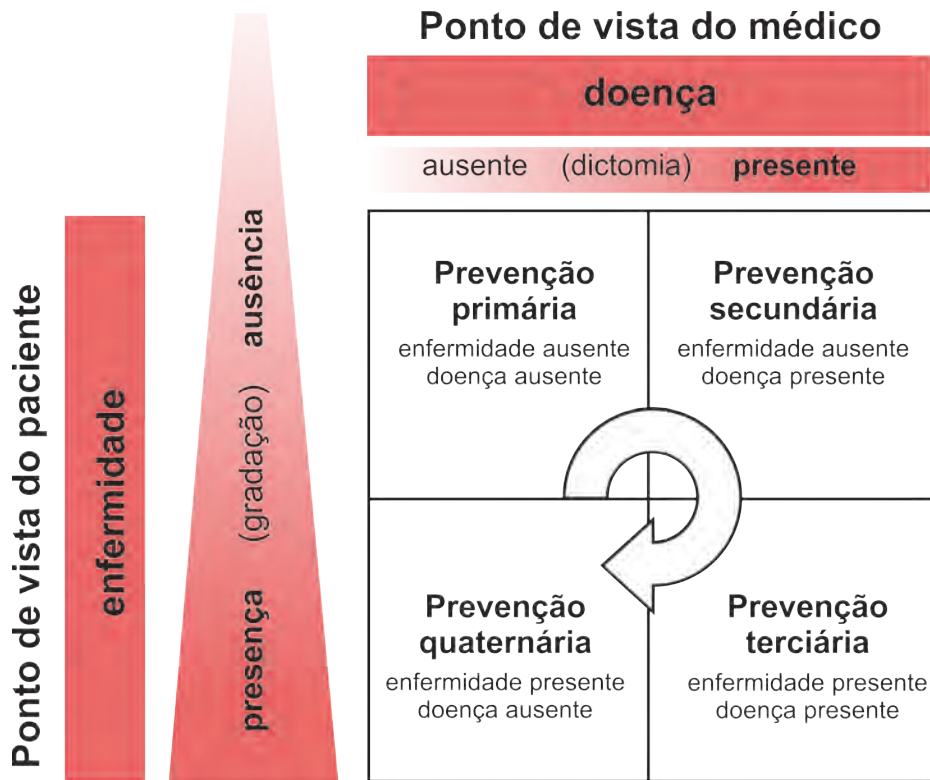 Ponto de vista do médico
doença
ausente (dictomia) presente
Ponto de vista do paciente
enfermidade
presença (gradação) ausência
Prevenção
primária
enfermidade ausente
doença ausente
Prevenção
secundária
enfermidade ausente
doença presente
Prevenção
quaternária
enfermidade presente
doença ausente
Prevenção
terciária
enfermidade presente
doença presente